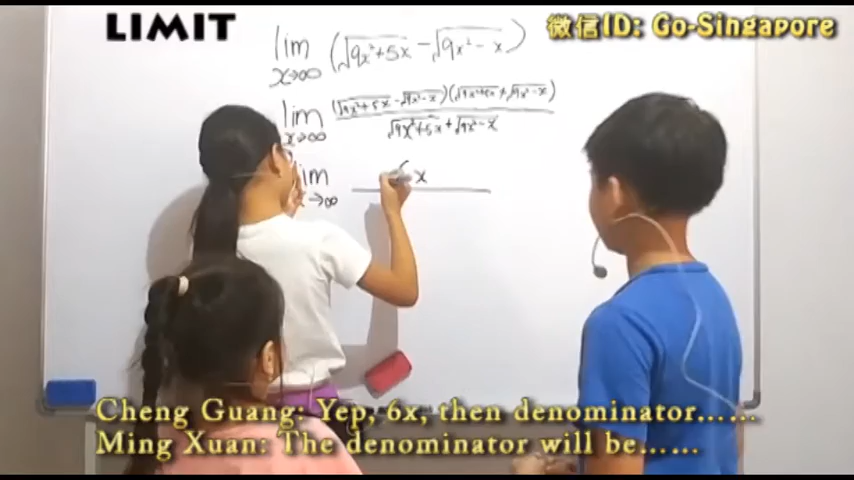 LIMIT
微信ID: Go-Singapore
lim x→∞ (√9x²+5x − √9x² − x)
lim x→∞ (√9x²+5x − √9x²−x)(√9x²+5x + √9x²−x) / √9x²+5x + √9x²−x
lim x→∞ 6x
Cheng Guang: Yep, 6x, then denominator......
Ming Xuan: The denominator will be......